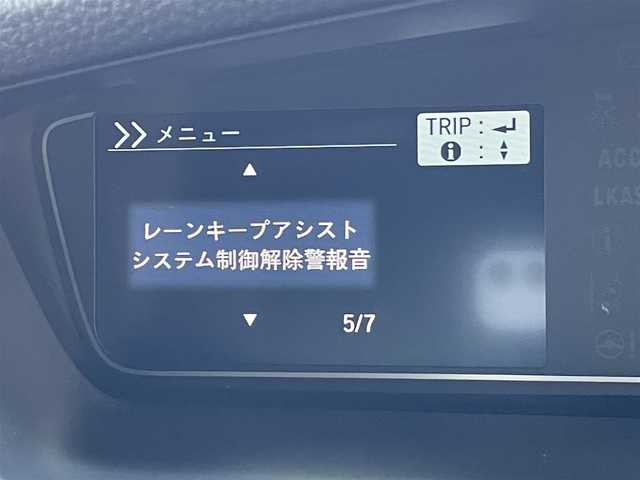 メニュー
TRIP :
i :
レーンキープアシスト
システム制御解除警報音
5/7
ACC
LKAS